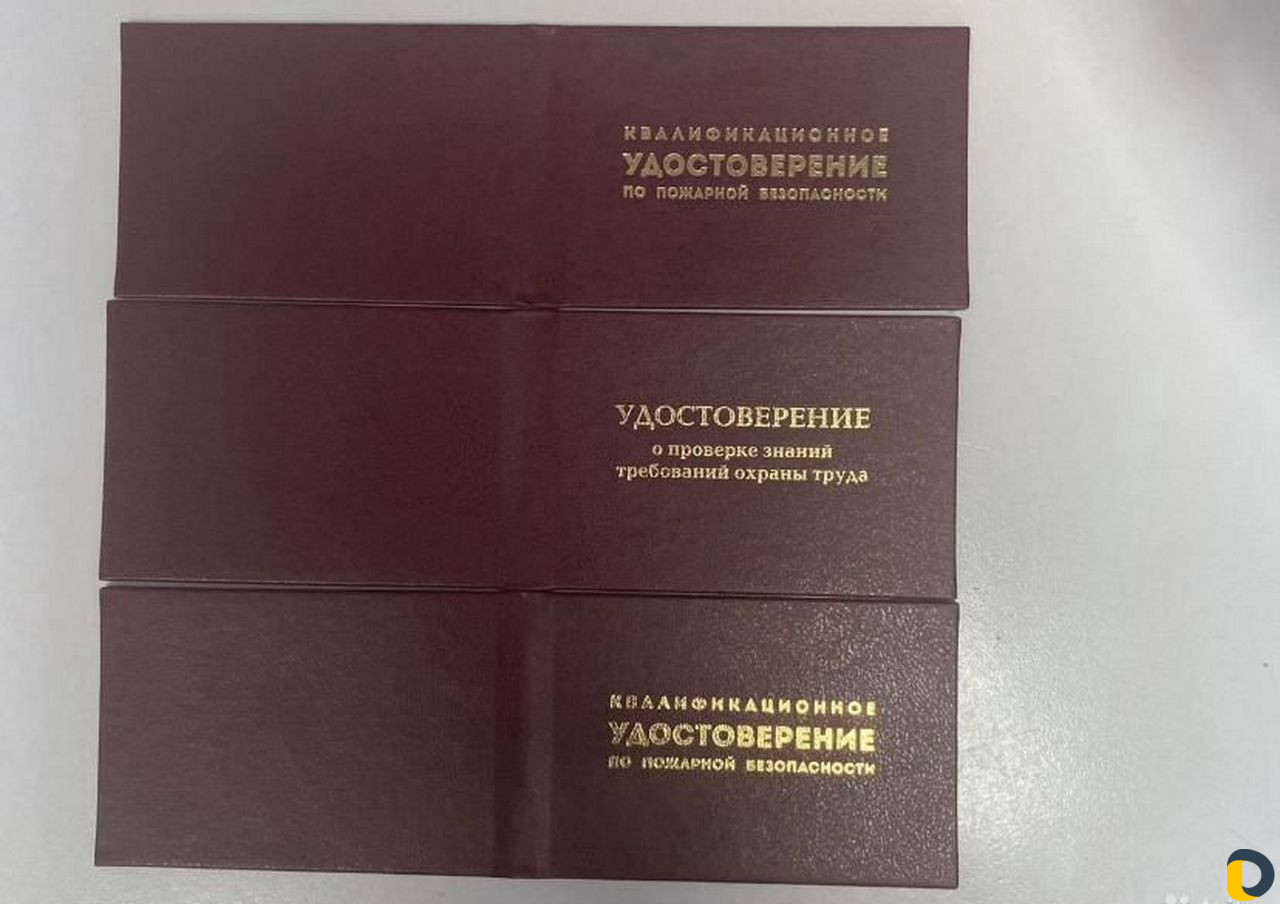 КВАЛИФИКАЦИОННОЕ
УДОСТОВЕРЕНИЕ
ПО ПОЖАРНОЙ БЕЗОПАСНОСТИ
УДОСТОВЕРЕНИЕ
о проверке знаний
требований охраны труда
КВАЛИФИКАЦИОННОЕ
УДОСТОВЕРЕНИЕ
ПО ПОЖАРНОЙ БЕЗОПАСНОСТИ